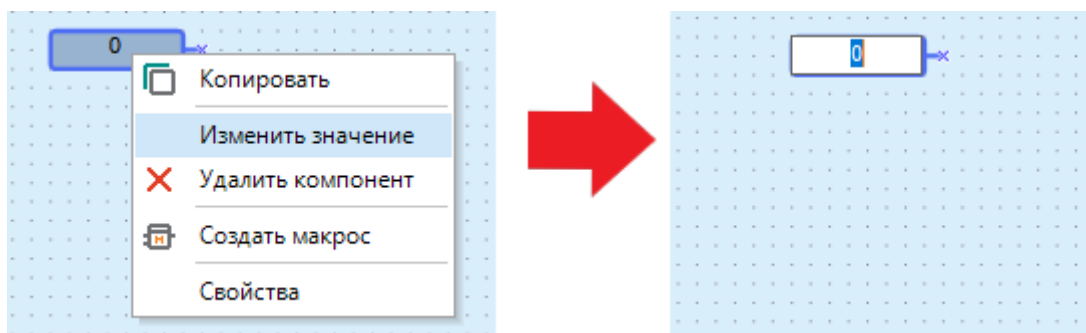 0
Копировать
Изменить значение
Удалить компонент
Создать макрос
Свойства
0